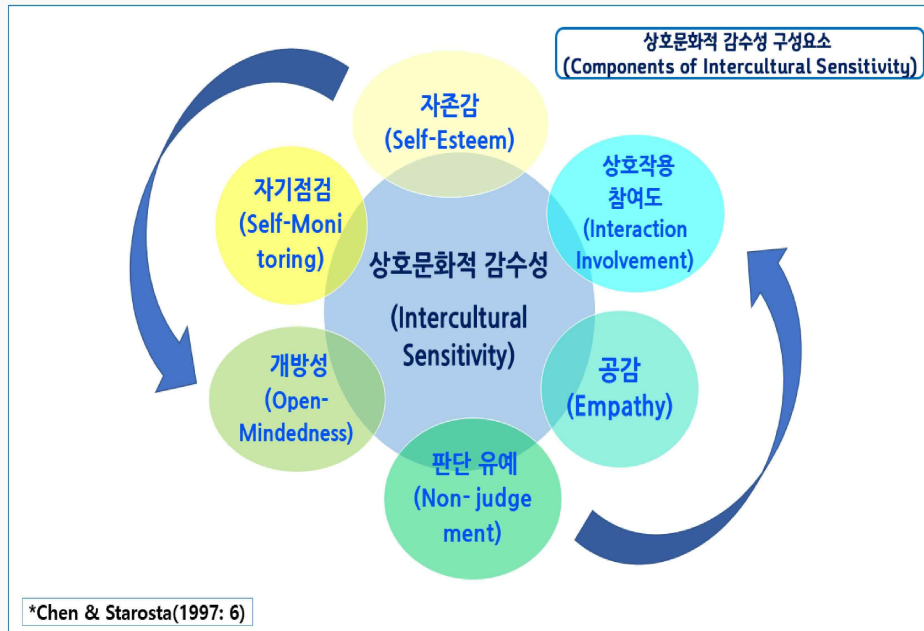 상호문화적 감수성 구성요소
(Components of Intercultural Sensitivity)
자존감
(Self-Esteem)
자기점검
(Self-Moni
toring)
상호작용
참여도
(Interaction
Involvement)
상호문화적 감수성
(Intercultural
Sensitivity)
개방성
(Open-
Mindedness)
공감
(Empathy)
판단 유예
(Non- judge
ment)
*Chen & Starosta(1997: 6)